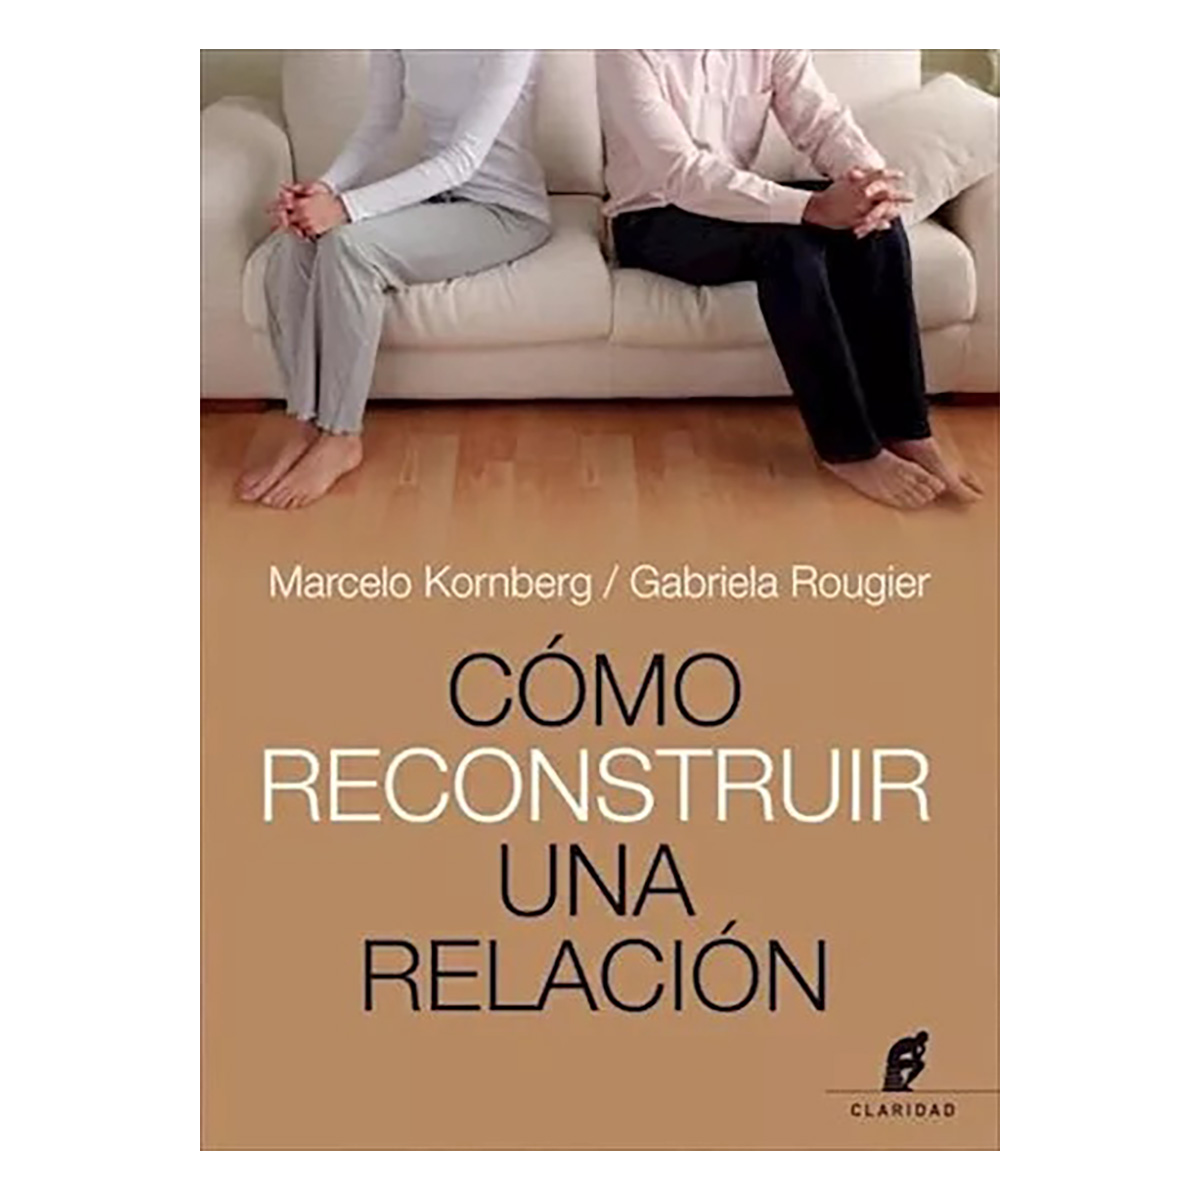 Marcelo Kornberg / Gabriela Rougier
CÓMO
RECONSTRUIR
UNA
RELACIÓN
CLARIDAD